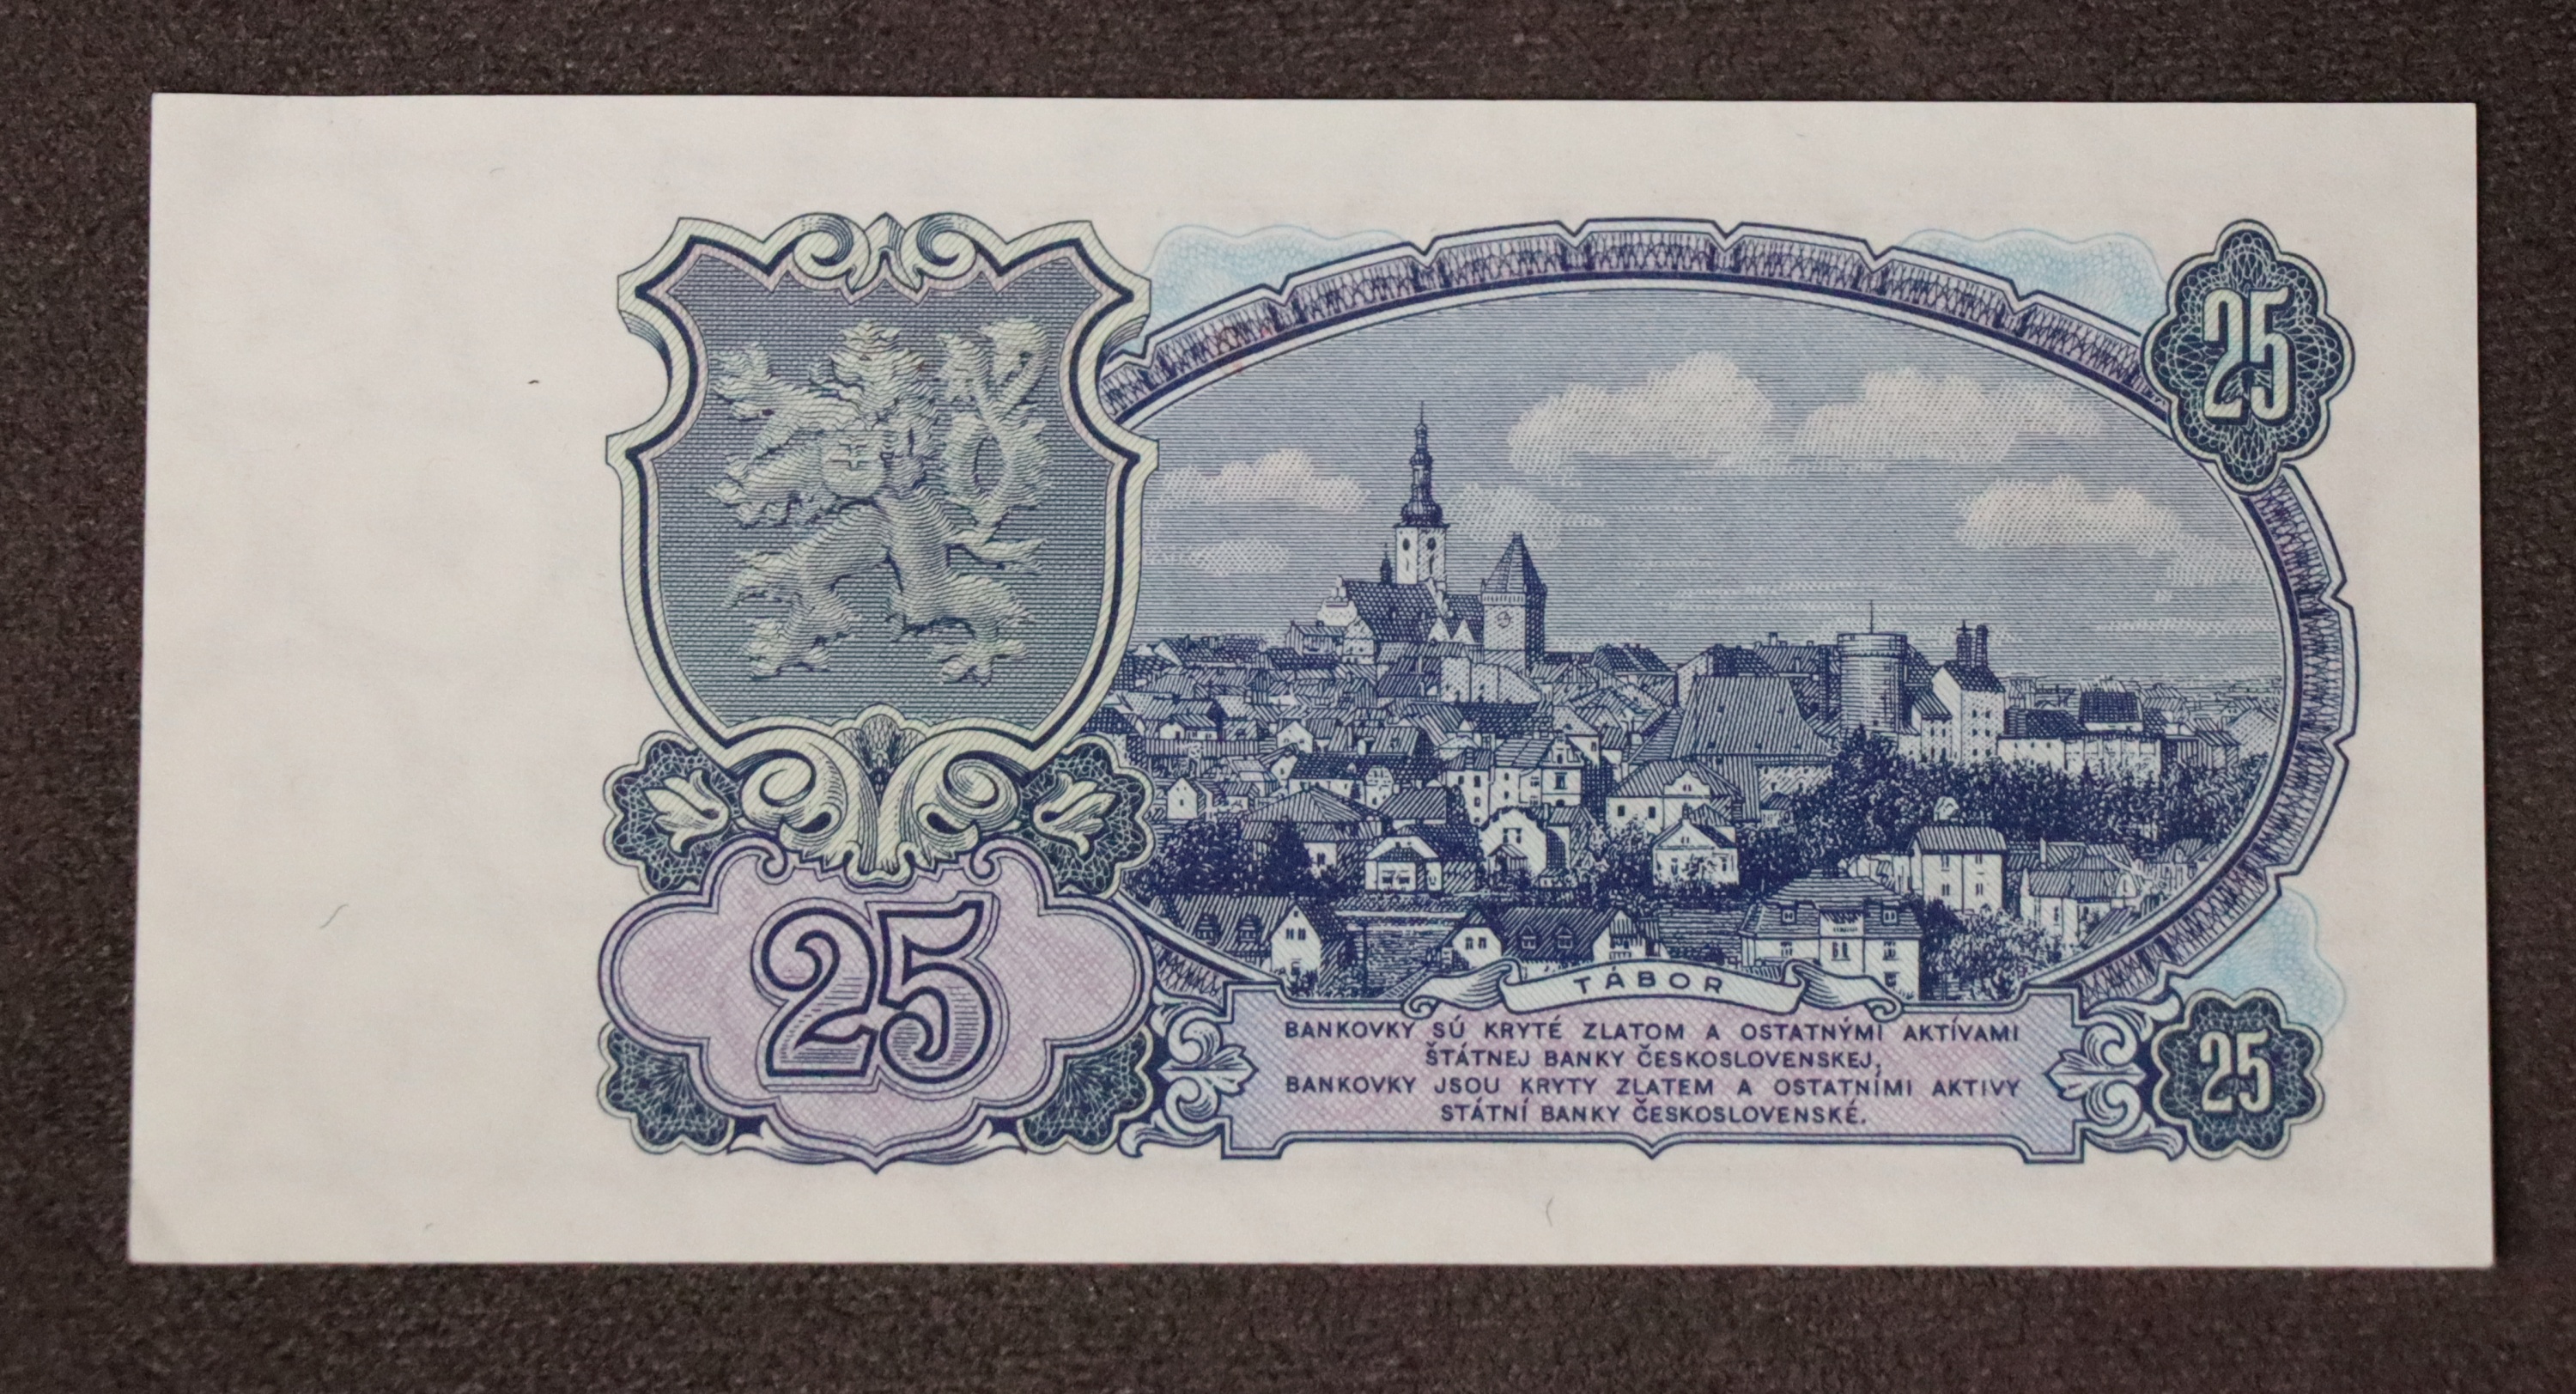 25
TÁBOR
BANKOVKY SÚ KRYTÉ ZLATOM A OSTATNÝMI AKTÍVAMI
ŠTÁTNEJ BANKY ČESKOSLOVENSKEJ,
BANKOVKY JSOU KRYTY ZLATEM A OSTATNÍMI AKTIVY
STÁTNÍ BANKY ČESKOSLOVENSKÉ.
25
25